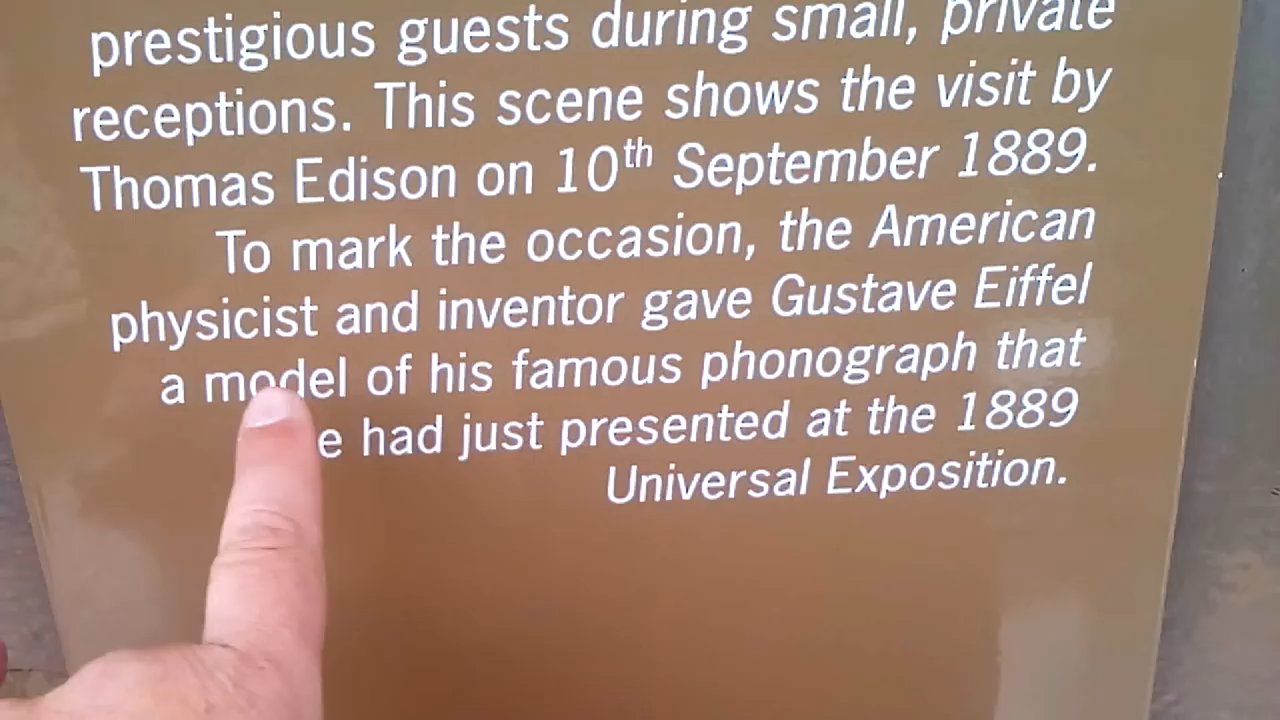 prestigious guests during small, private
receptions. This scene shows the visit by
Thomas Edison on 10th September 1889.
To mark the occasion, the American
physicist and inventor gave Gustave Eiffel
a model of his famous phonograph that
had just presented at the 1889
Universal Exposition.